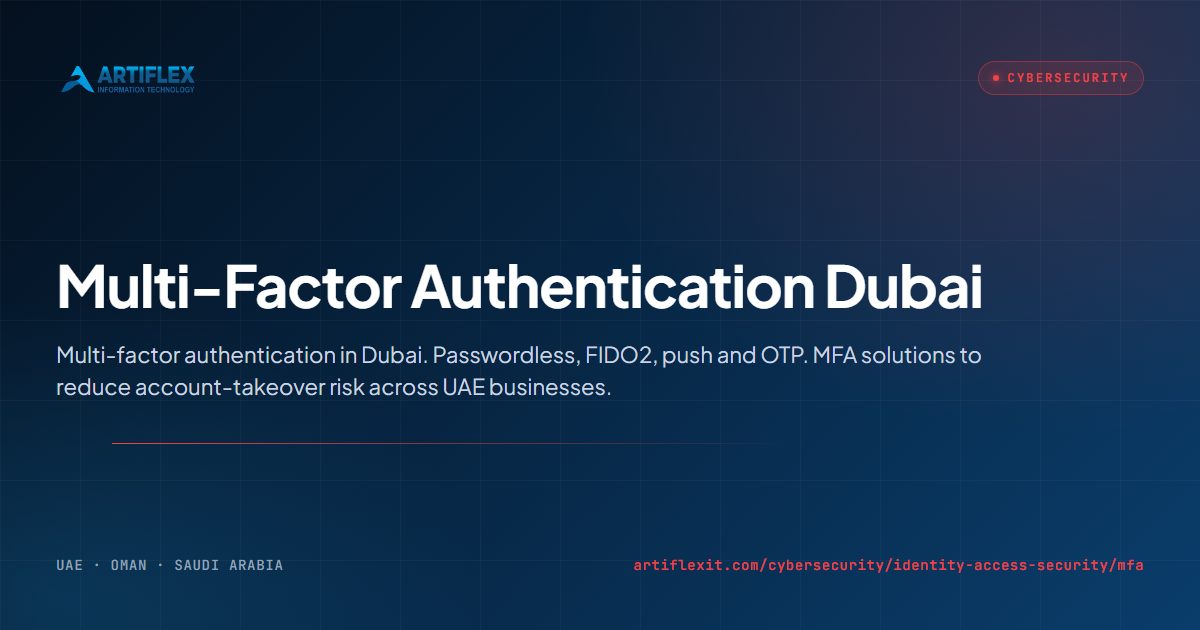 ARTIFLEX
INFORMATION TECHNOLOGY
CYBERSECURITY
Multi-Factor Authentication Dubai
Multi-factor authentication in Dubai. Passwordless, FIDO2, push and OTP. MFA solutions to
reduce account-takeover risk across UAE businesses.
UAE · OMAN · SAUDI ARABIA
artiflexit.com/cybersecurity/identity-access-security/mfa